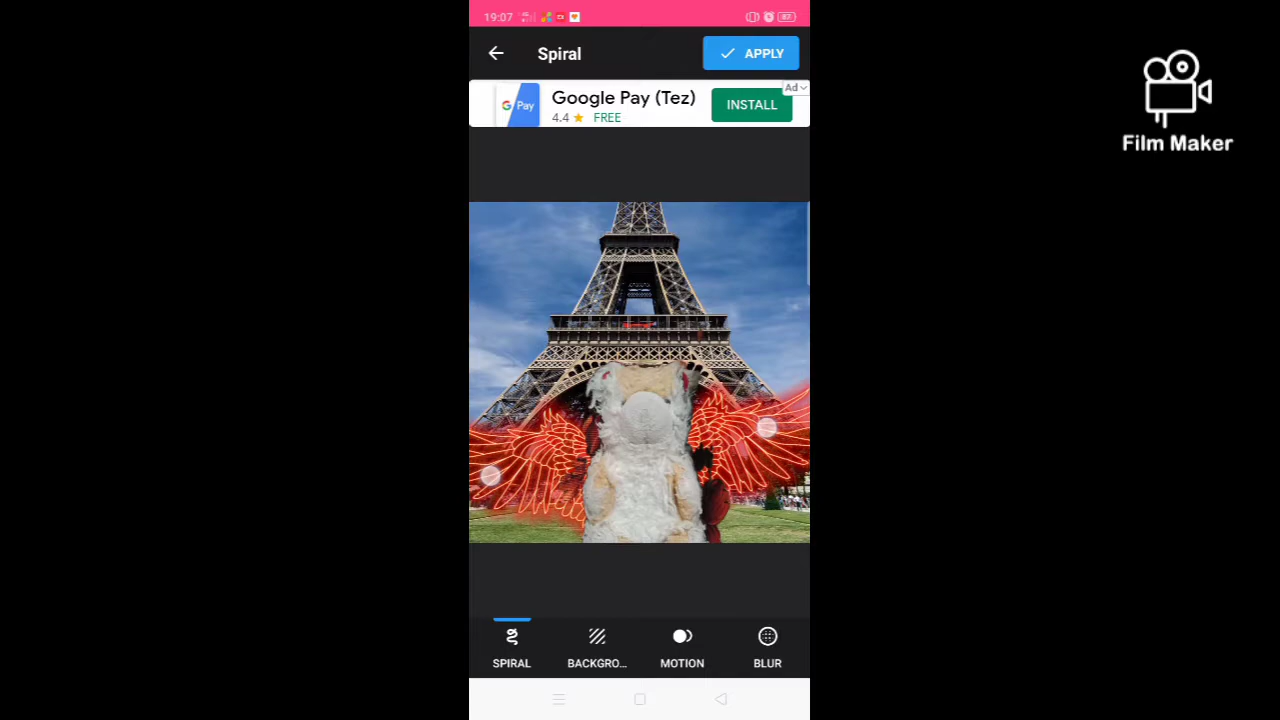 19:07
87
Spiral
APPLY
Ad
G Pay
Google Pay (Tez)
4.4 ★ FREE
INSTALL
Film Maker
SPIRAL
BACKGRO...
MOTION
BLUR